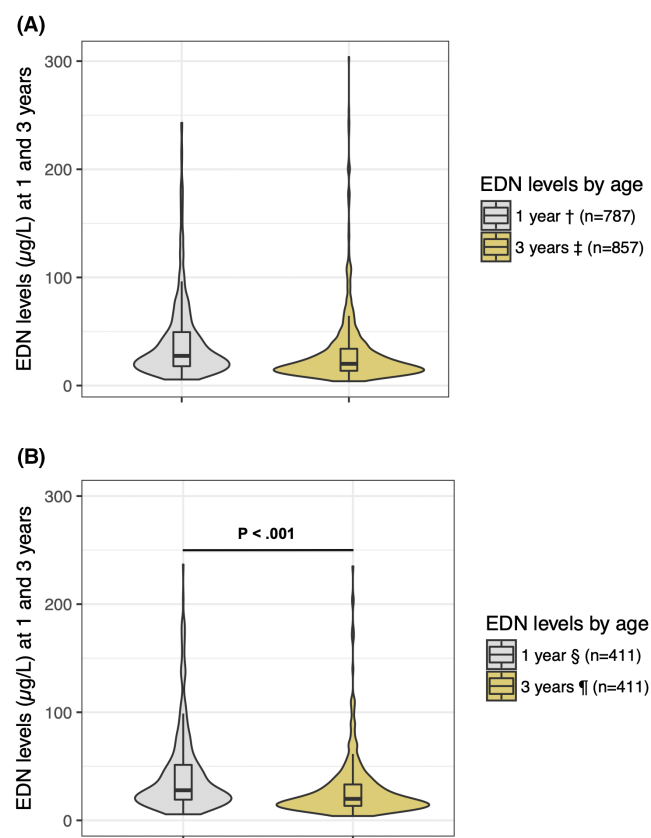 (A)
EDN levels (µg/L) at 1 and 3 years
300
200
100
0
EDN levels by age
1 year † (n=787)
3 years ‡ (n=857)
(B)
EDN levels (µg/L) at 1 and 3 years
300
200
100
0
P < .001
EDN levels by age
1 year § (n=411)
3 years ¶ (n=411)